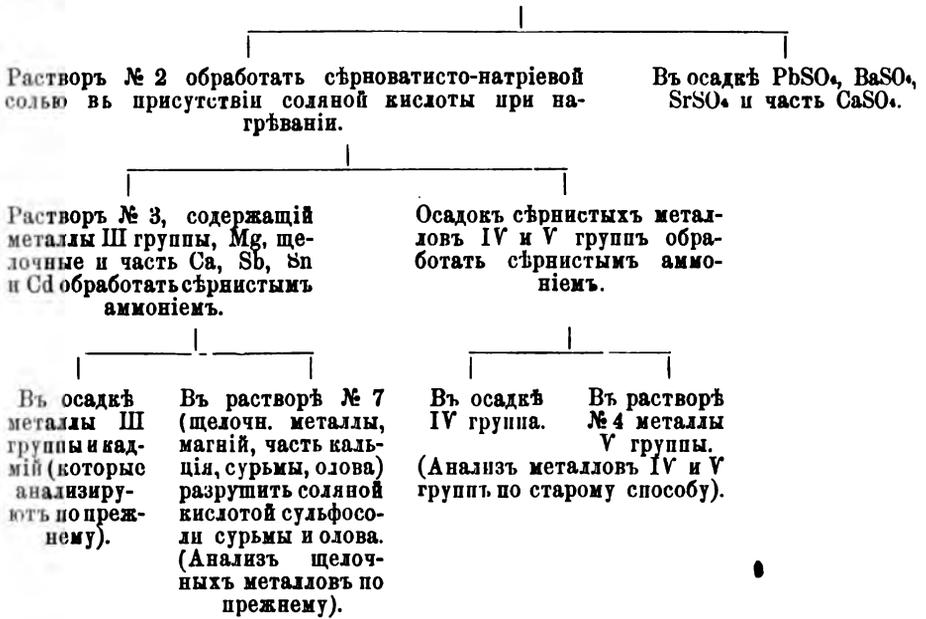 Растворъ № 2 обработать сѣрноватисто-натріевой
солью въ присутствіи соляной кислоты при на-
грѣваніи.
Въ осадкѣ PbSO₄, BaSO₄,
SrSO₄ и часть CaSO₄.
Растворъ № 3, содержащій
металлы III группы, Mg, ще-
лочные и часть Ca, Sb, Sn
и Cd обработать сѣрнистымъ
аммоніемъ.
Осадокъ сѣрнистыхъ метал-
ловъ IV и V группъ обра-
ботать сѣрнистымъ аммо-
ніемъ.
Въ осадкѣ
металлы III
группы и кад-
мій (которые
анализиру-
ютъ по преж-
нему).
Въ растворѣ № 7
(щелочн. металлы,
магній, часть каль-
ція, сурьмы, олова)
разрушить соляной
кислотой сульфосо-
ли сурьмы и олова.
(Анализъ щелоч-
ныхъ металловъ по
прежнему).
Въ осадкѣ
IV группа.
Въ растворѣ
№ 4 металлы
V группы.
(Анализъ металловъ IV и V
группъ по старому способу).